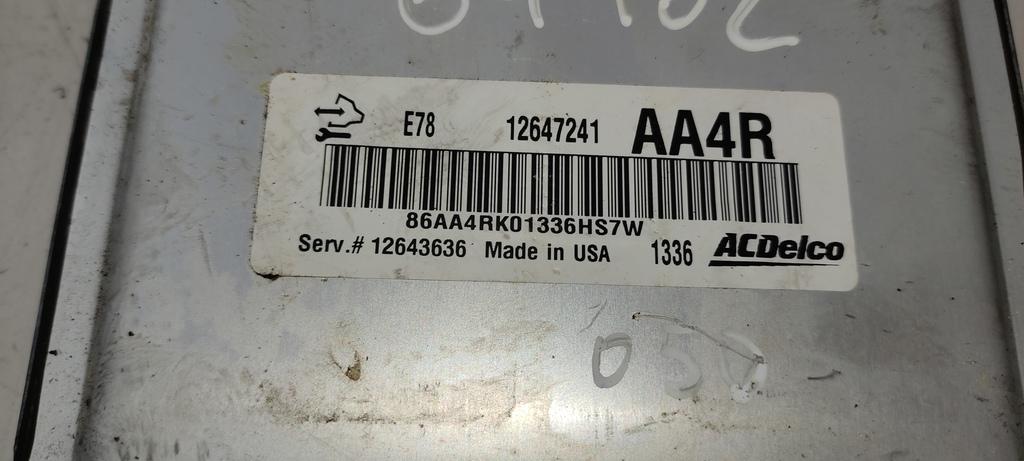 E78 12647241 AA4R
86AA4RK01336HS7W
Serv.# 12643636 Made in USA 1336 ACDelco